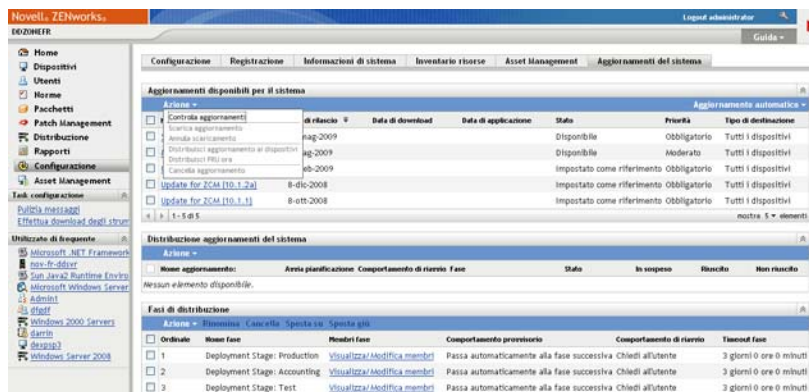 Novell® ZENworks®
Logout administrator
DDZONEFR
Guida
Home
Dispositivi
Utenti
Norme
Pacchetti
Patch Management
Distribuzione
Rapporti
Configurazione
Asset Management
Task configurazione
Pulizia messaggi
Effettua download degli strum
Utilizzato di frequente
Microsoft .NET Framework
nov-fr-ddsvr
Sun Java2 Runtime Enviro
Microsoft Windows Server
Admin1
dfgdf
Windows 2000 Servers
darrin
dexpsp3
Windows Server 2008
Configurazione Registrazione Informazioni di sistema Inventario risorse Asset Management Aggiornamenti del sistema
Aggiornamenti disponibili per il sistema
Azione Aggiornamento automatico
di rilascio Data di download Data di applicazione Stato Priorità Tipo di destinazione
Controlla aggiornamenti
Scarica aggiornamento
Annulla scaricamento
Distribuisci aggiornamento ai dispositivi
Distribuisci PRU ora
Cancella aggiornamento
mag-2009 Disponibile Obbligatorio Tutti i dispositivi
ag-2009 Disponibile Moderato Tutti i dispositivi
eb-2009 Impostato come riferimento Obbligatorio Tutti i dispositivi
Update for ZCM (10.1.2a) 8-dic-2008 Impostato come riferimento Obbligatorio Tutti i dispositivi
Update for ZCM (10.1.1) 8-ott-2008 Impostato come riferimento Obbligatorio Tutti i dispositivi
1 - 5 di 5 mostra 5 elementi
Distribuzione aggiornamenti del sistema
Azione
Nome aggiornamento: Avvia pianificazione Comportamento di riavvio Fase Stato In sospeso Riuscito Non riuscito
Nessun elemento disponibile.
Fasi di distribuzione
Azione Rinomina Cancella Sposta su Sposta giù
Ordinale Nome fase Membri fase Comportamento provvisorio Comportamento di riavvio Timeout fase
1 Deployment Stage: Production Visualizza/Modifica membri Passa automaticamente alla fase successiva Chiedi all'utente 3 giorni 0 ore 0 minuti
2 Deployment Stage: Accounting Visualizza/Modifica membri Passa automaticamente alla fase successiva Chiedi all'utente 3 giorni 0 ore 0 minuti
3 Deployment Stage: Test Visualizza/Modifica membri Passa automaticamente alla fase successiva Chiedi all'utente 3 giorni 0 ore 0 minuti